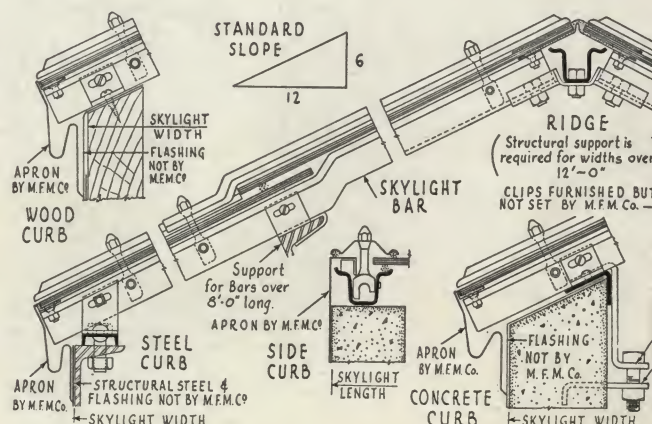 STANDARD
SLOPE
6
12
SKYLIGHT
WIDTH
FLASHING
NOT BY
M.F.M.Co
APRON
BY M.F.M.Co
WOOD
CURB
RIDGE
(Structural support is
required for widths over
12'~0"
CLIPS FURNISHED BUT
NOT SET BY M.F.M. Co.
SKYLIGHT
BAR
Support
for Bars over
8'-0" long.
APRON BY M.F.M.Co
STEEL
CURB
APRON
BY M.F.M.Co.
STRUCTURAL STEEL &
FLASHING NOT BY M.F.M.Co
SKYLIGHT WIDTH
SIDE
CURB
SKYLIGHT
LENGTH
APRON
BY M.F.M.Co.
FLASHING
NOT BY
M.F.M.Co.
CONCRETE
CURB
SKYLIGHT WIDTH